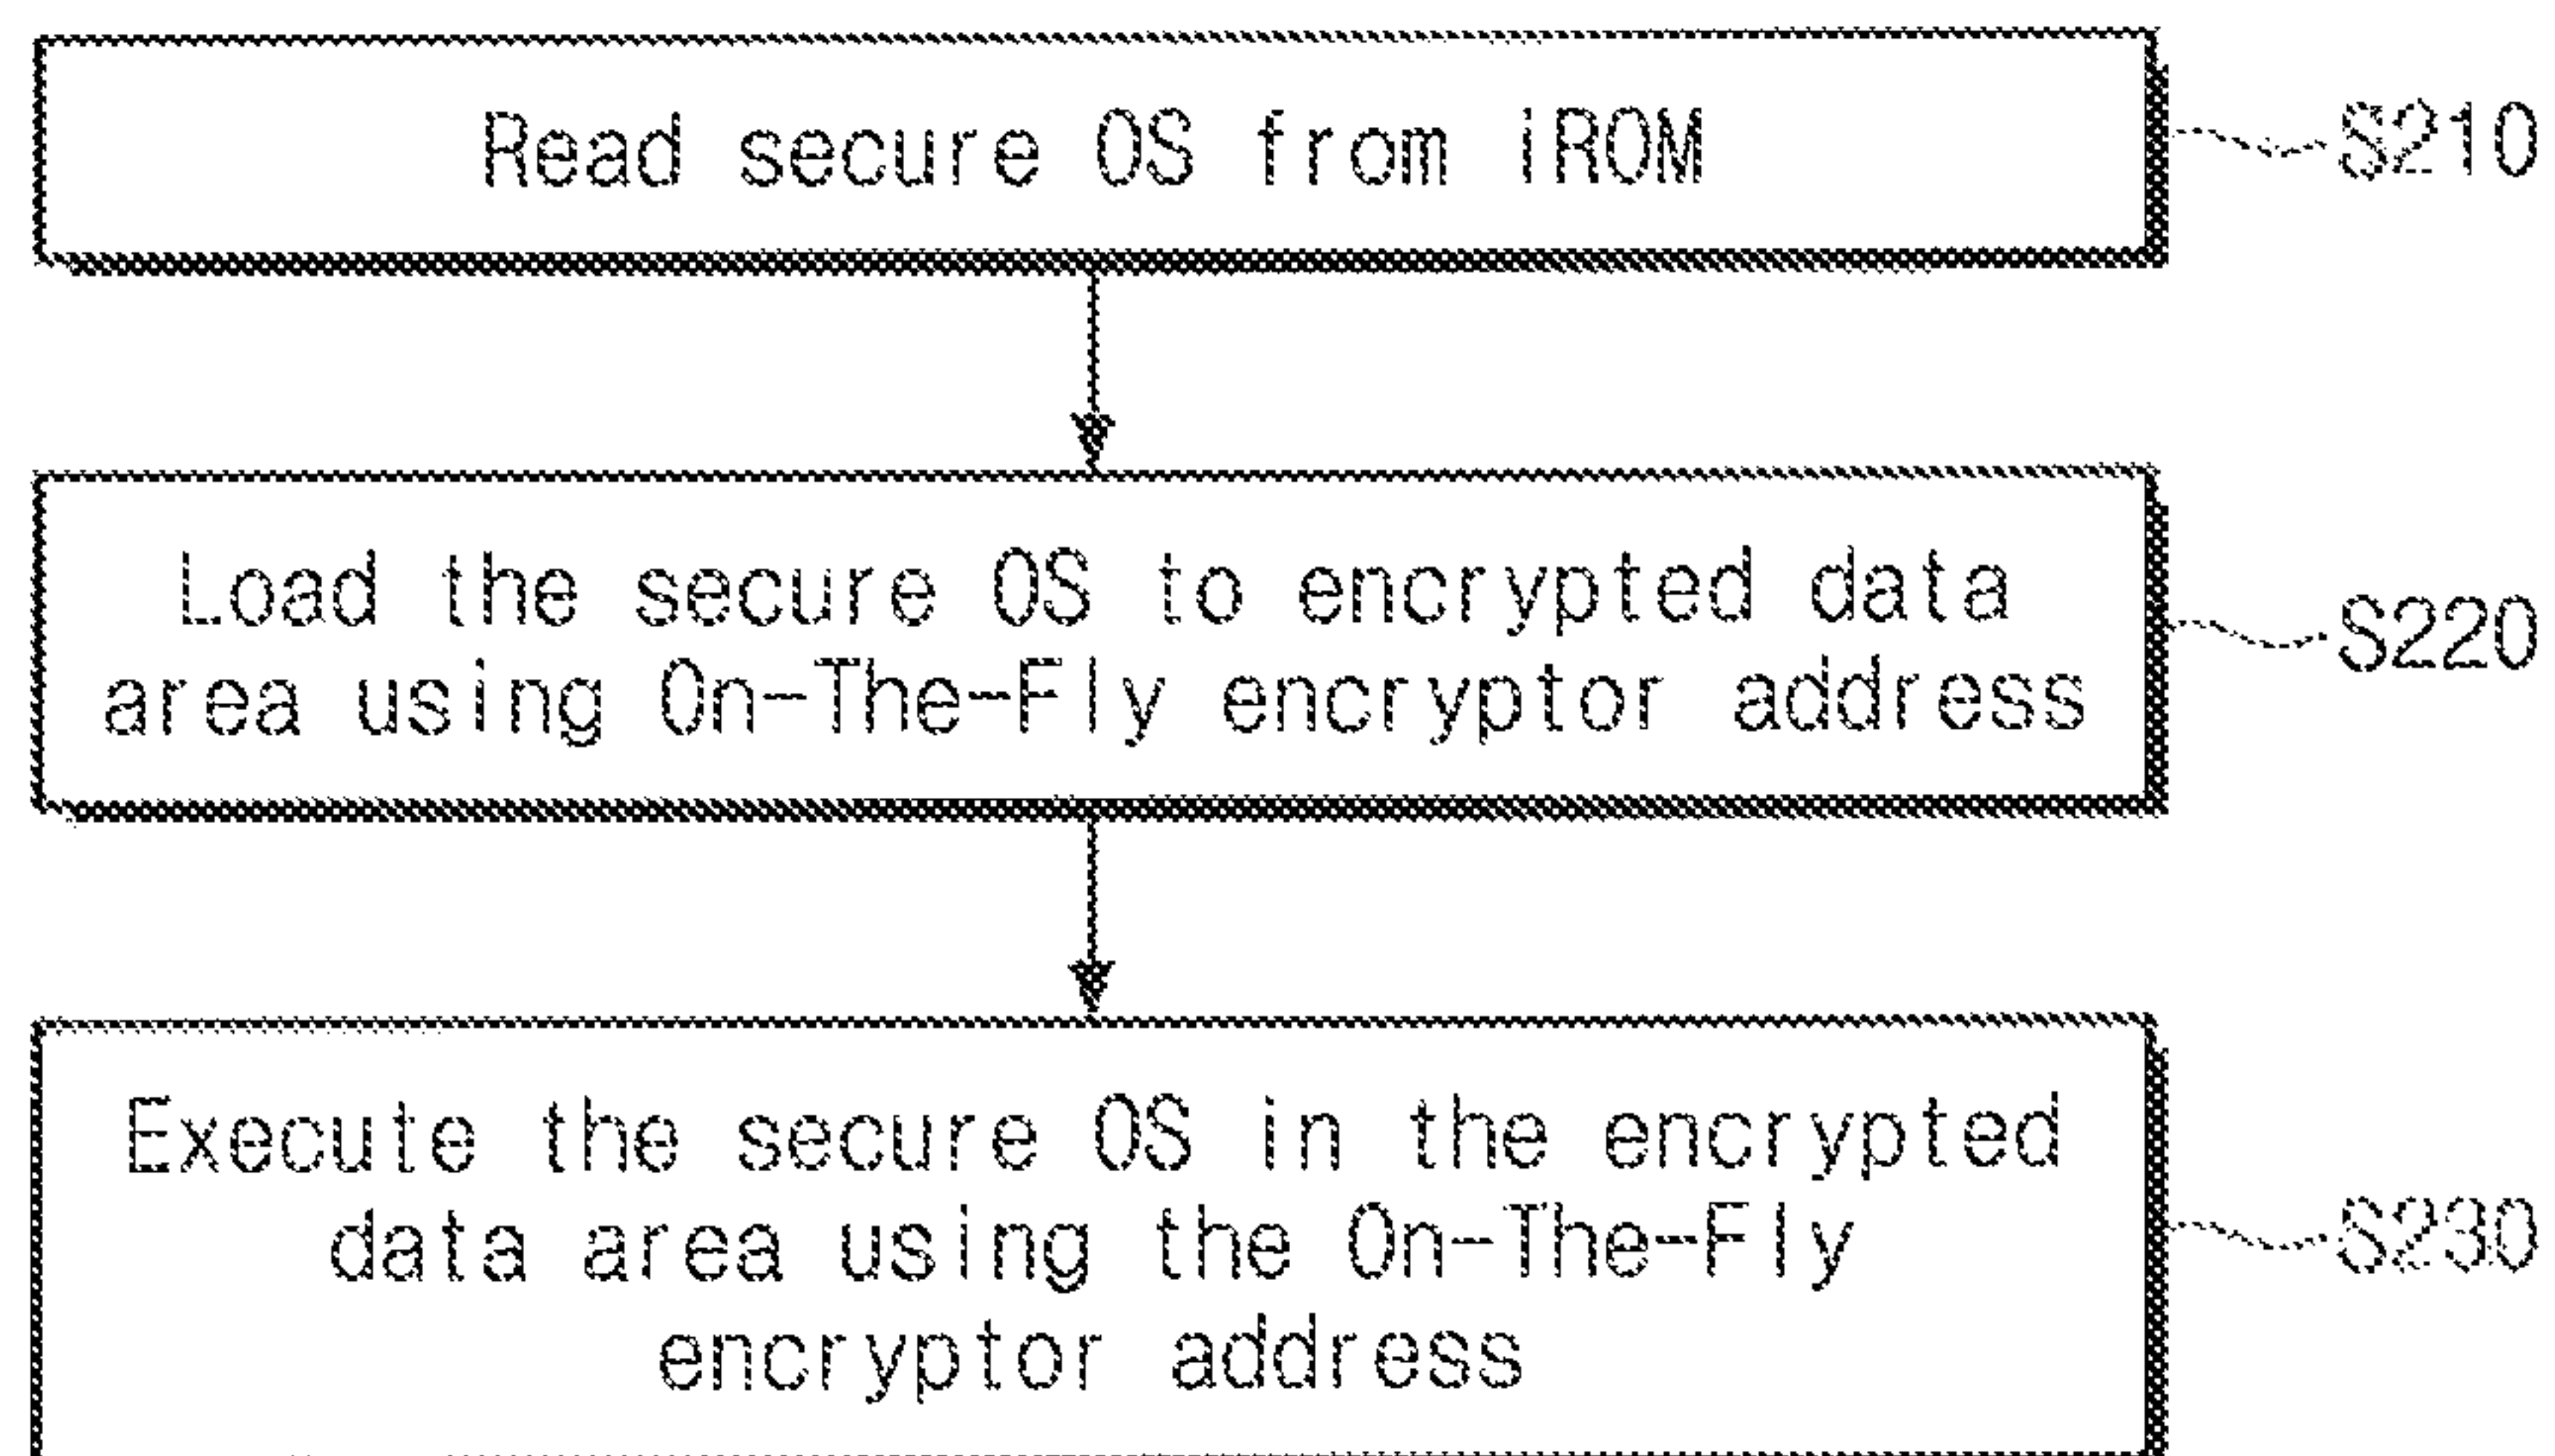 Read secure OS from iROM
S210
Load the secure OS to encrypted data
area using On-The-Fly encryptor address
S220
Execute the secure OS in the encrypted
data area using the On-The-Fly
encryptor address
S230